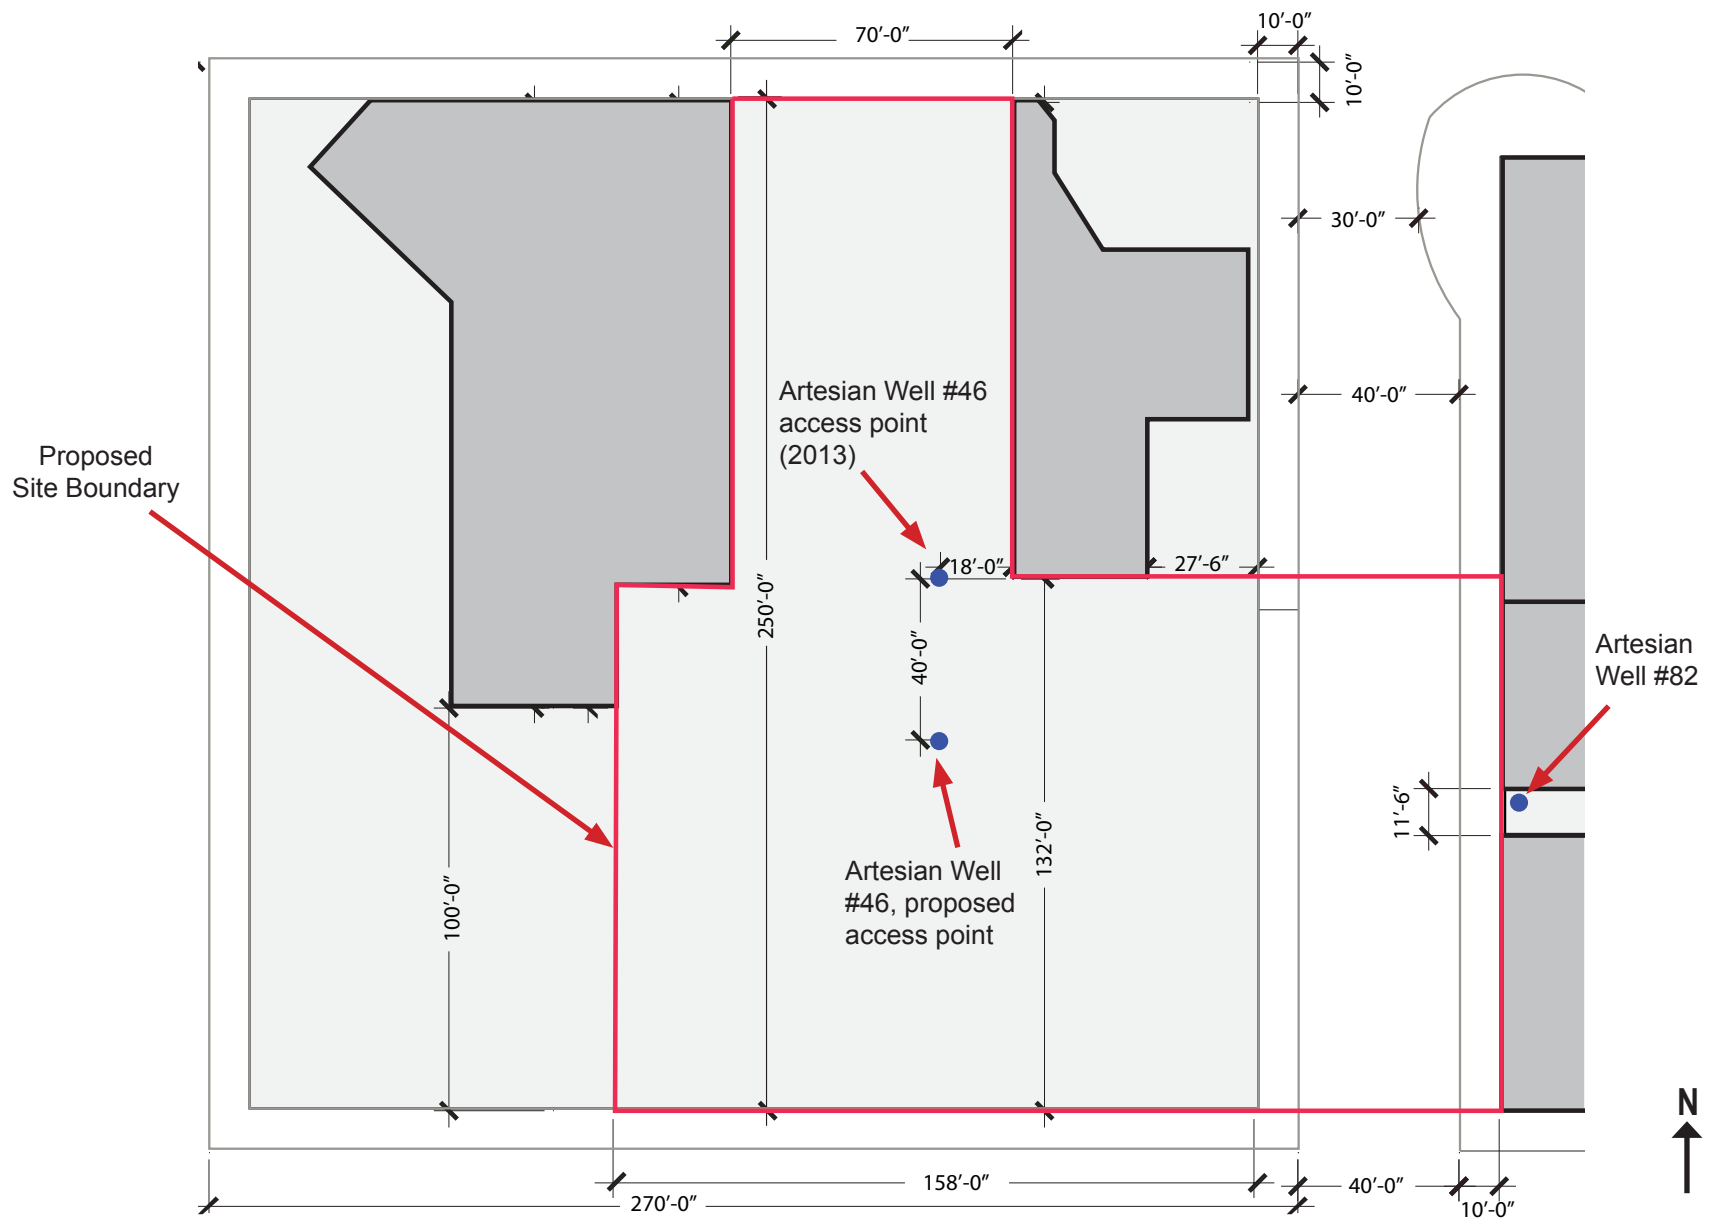 10′-0″
70′-0″
10′-0″
30′-0″
Artesian Well #46
access point
(2013)
40′-0″
Proposed
Site Boundary
18′-0″
27′-6″
250′-0″
40′-0″
Artesian
Well #82
11′-6″
132′-0″
Artesian Well
#46, proposed
access point
100′-0″
N
158′-0″
40′-0″
270′-0″
10′-0″